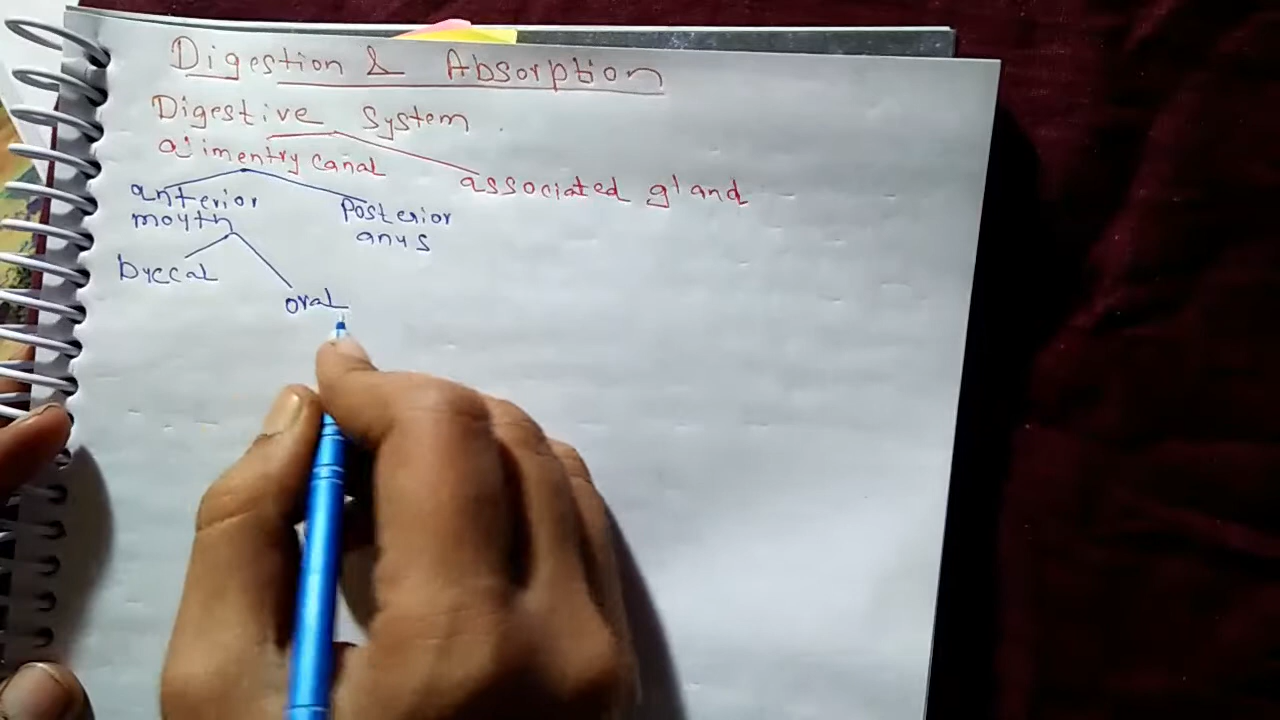 Digestion & Absorption
Digestive System
alimentry canal
associated gland
anterior
mouth
Posterior
anus
buccal
oral